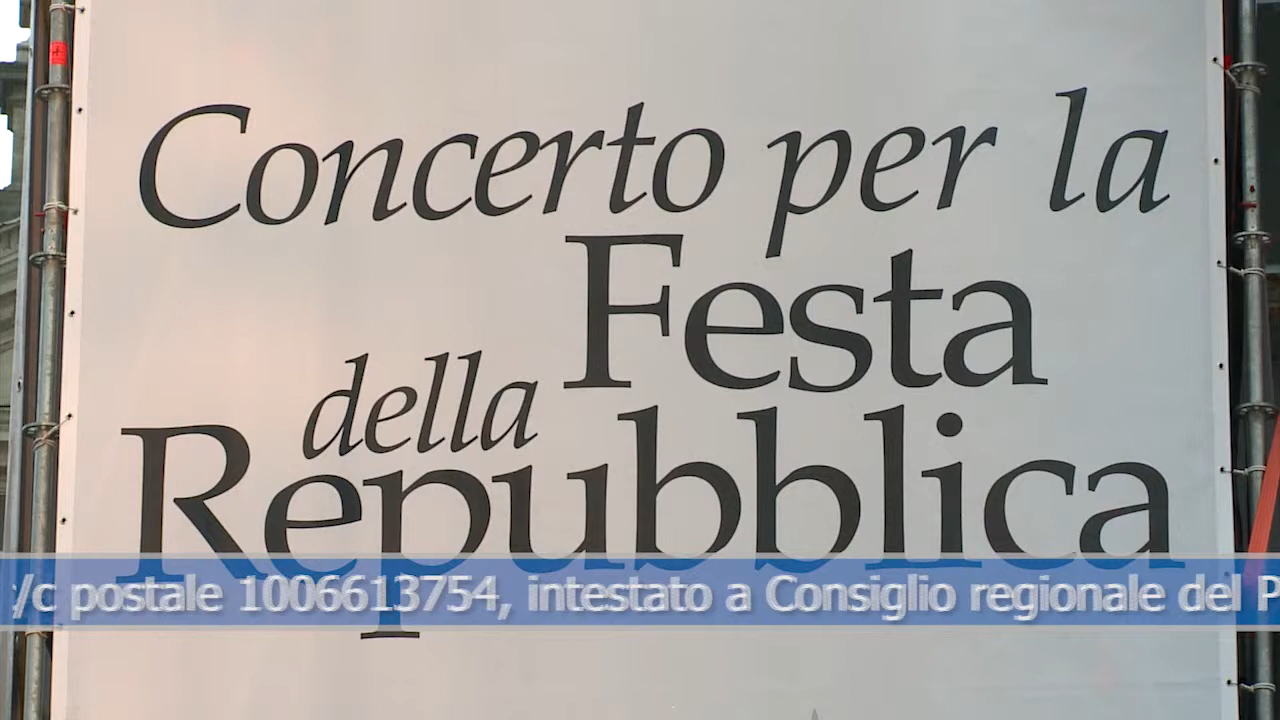 Concerto per la
Festa
della
Repubblica
/c postale 1006613754, intestato a Consiglio regionale del